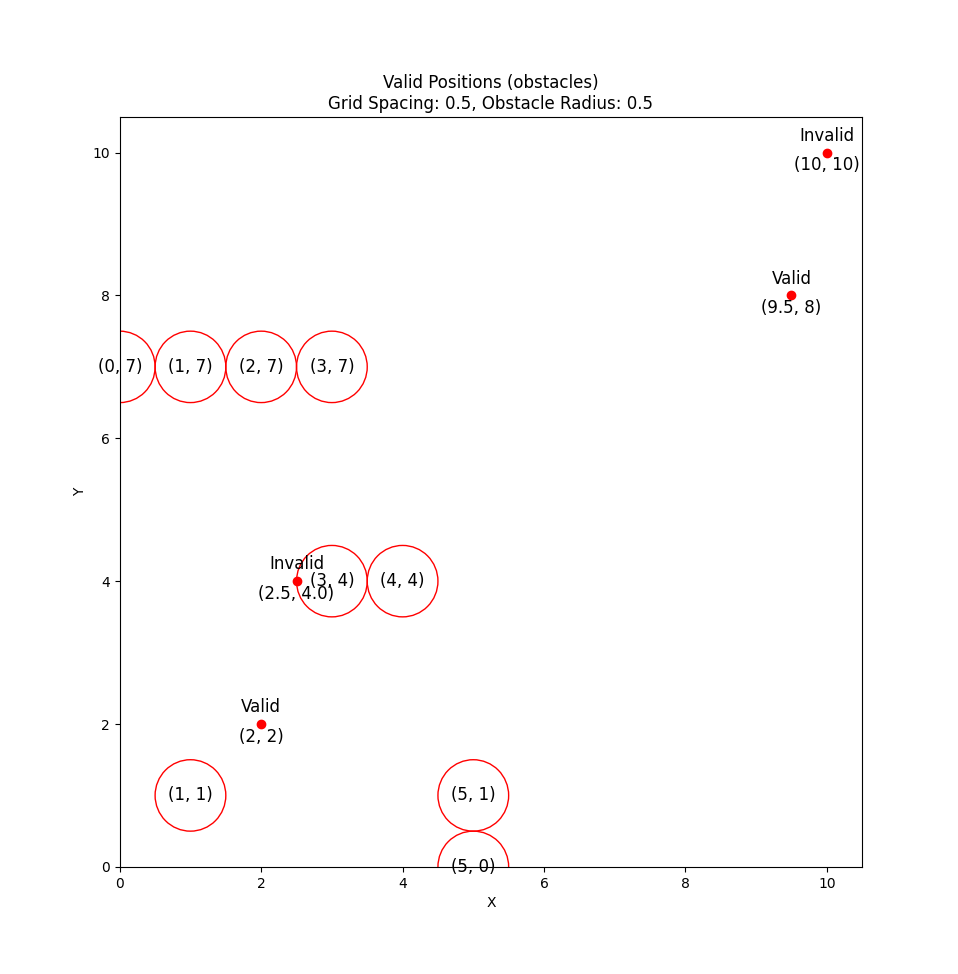 Valid Positions (obstacles)
Grid Spacing: 0.5, Obstacle Radius: 0.5
Invalid
10
(10, 10)
Valid
8
(9.5, 8)
(0, 7) (1, 7) (2, 7) (3, 7)
6
Y
Invalid
4
(3, 4) (4, 4)
(2.5, 4.0)
Valid
2
(2, 2)
(1, 1) (5, 1)
0
(5, 0)
0 2 4 6 8 10
X